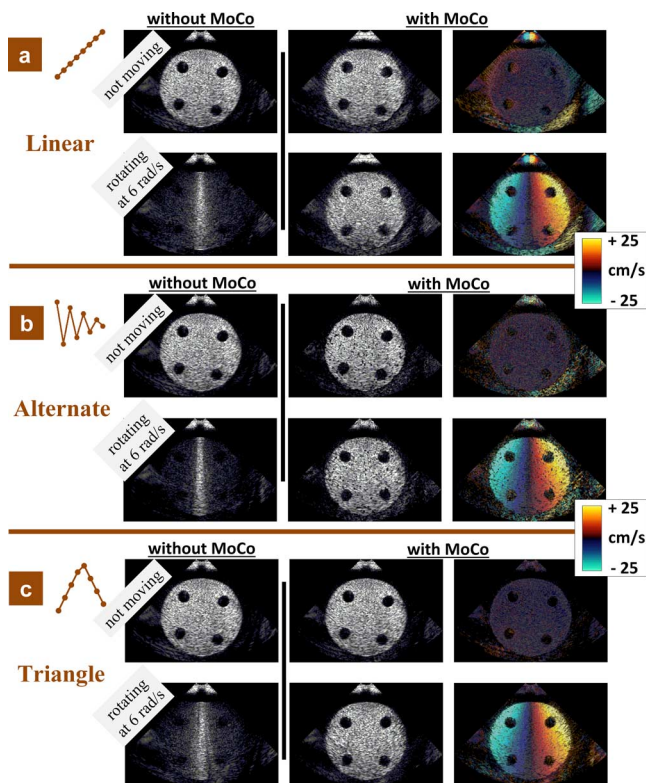 without MoCo
with MoCo
a
not moving
Linear
rotating
at 6 rad/s
+ 25
cm/s
- 25
without MoCo
with MoCo
b
not moving
Alternate
rotating
at 6 rad/s
+ 25
cm/s
- 25
without MoCo
with MoCo
c
not moving
Triangle
rotating
at 6 rad/s